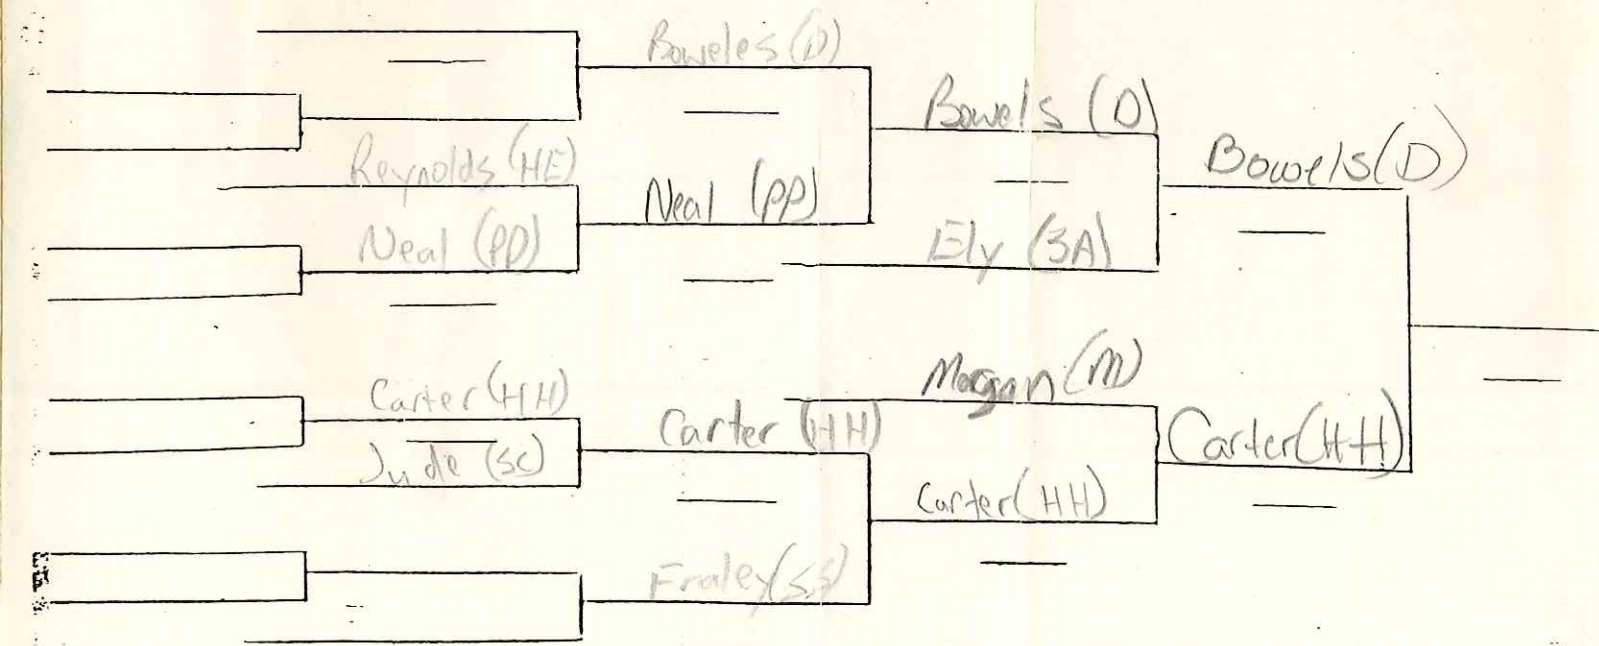 Boweles (D)
Bowels (D)
Bowels (D)
Reynolds (HE)
Neal (PP)
Neal (PP)
Ely (3A)
Morgan (M)
Carter (HH)
Carter (HH)
Carter (HH)
Jude (SC)
Carter (HH)
Fraley (SS)